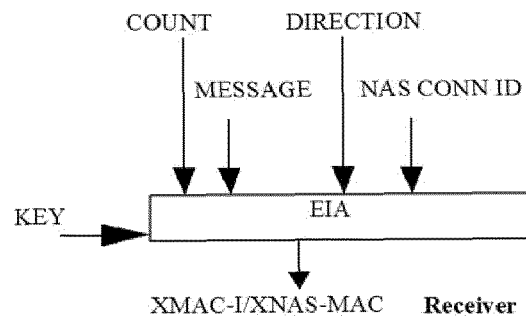 COUNT DIRECTION
MESSAGE NAS CONN ID
EIA
KEY
XMAC-I/XNAS-MAC Receiver